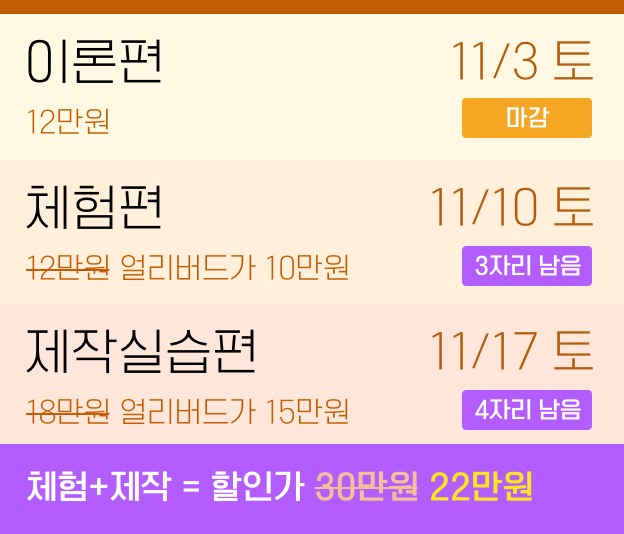 이론편 11/3 토
12만원 마감
체험편 11/10 토
12만원 얼리버드가 10만원 3자리 남음
제작실습편 11/17 토
18만원 얼리버드가 15만원 4자리 남음
체험+제작 = 할인가 30만원 22만원